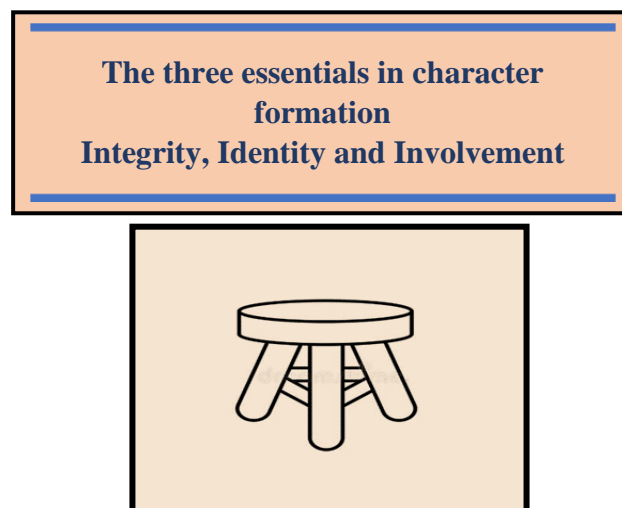 The three essentials in character
formation
Integrity, Identity and Involvement